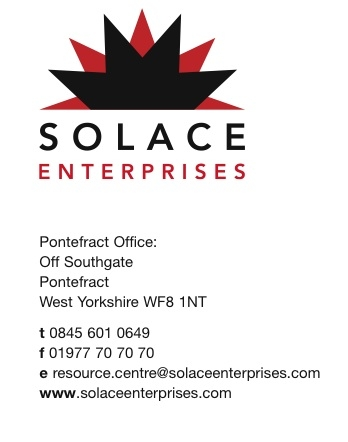 SOLACE
ENTERPRISES
Pontefract Office:
Off Southgate
Pontefract
West Yorkshire WF8 1NT
t 0845 601 0649
f 01977 70 70 70
e resource.centre@solaceenterprises.com
www.solaceenterprises.com